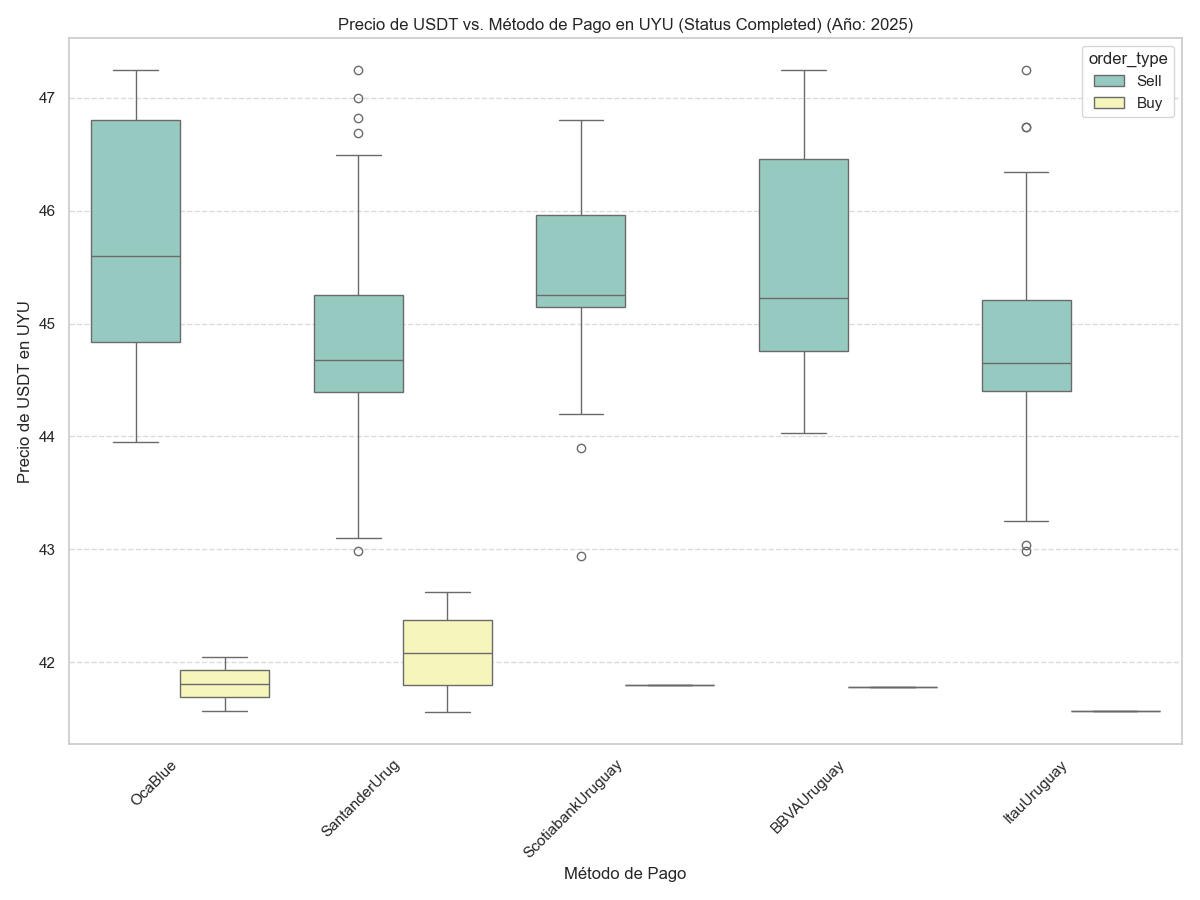 Precio de USDT vs. Método de Pago en UYU (Status Completed) (Año: 2025)
order_type
Sell
Buy
Precio de USDT en UYU
47
46
45
44
43
42
OcaBlue
SantanderUrug
ScotiabankUruguay
BBVAUruguay
ItauUruguay
Método de Pago